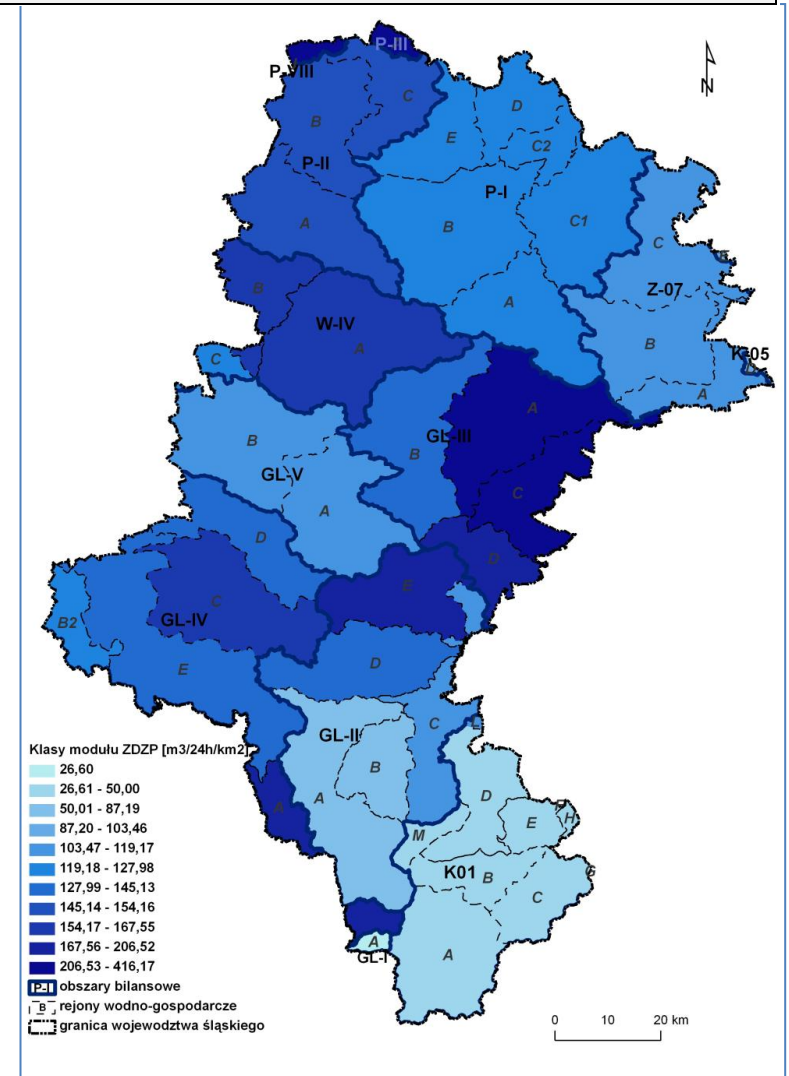 P-III
P-VIII
N
C
D
B
E
C2
P-II
P-I
A
B
C1
C
B
Z-07
A
W-IV
A
B
K-05
C
A
A
B
GL-III
B
GL-V
C
A
D
D
E
C
GL-IV
B2
E
D
GL-II
C
B
A
D
A
E
H
M
K01
B
C
G
A
A
GL-I
Klasy modułu ZDZP [m3/24h/km2]
26,60
26,61 - 50,00
50,01 - 87,19
87,20 - 103,46
103,47 - 119,17
119,18 - 127,98
127,99 - 145,13
145,14 - 154,16
154,17 - 167,55
167,56 - 206,52
206,53 - 416,17
P-I obszary bilansowe
B rejony wodno-gospodarcze
granica wojewodztwa śląskiego
0 10 20 km